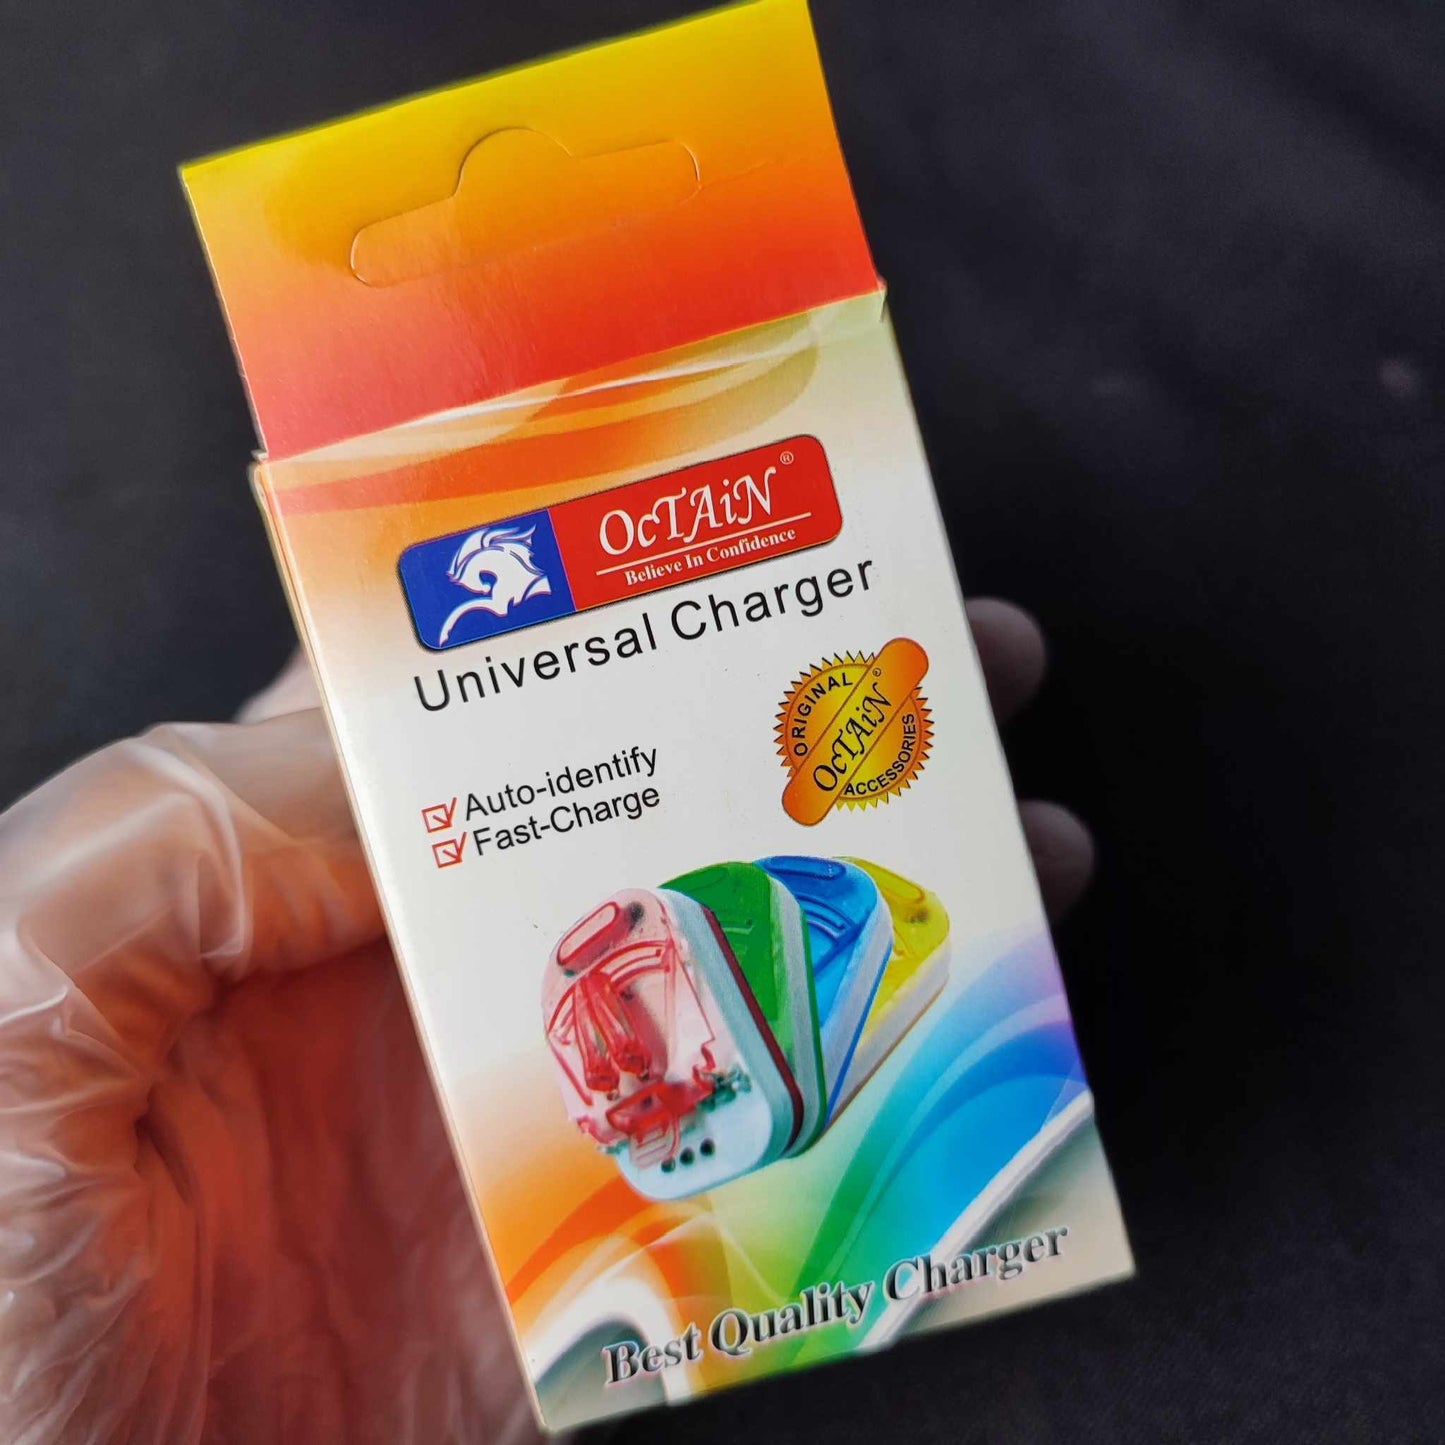 OcTAiN ®
Believe In Confidence
Universal Charger
ORIGINAL
OcTAiN ®
ACCESSORIES
Auto-identify
Fast-Charge
Best Quality Charger